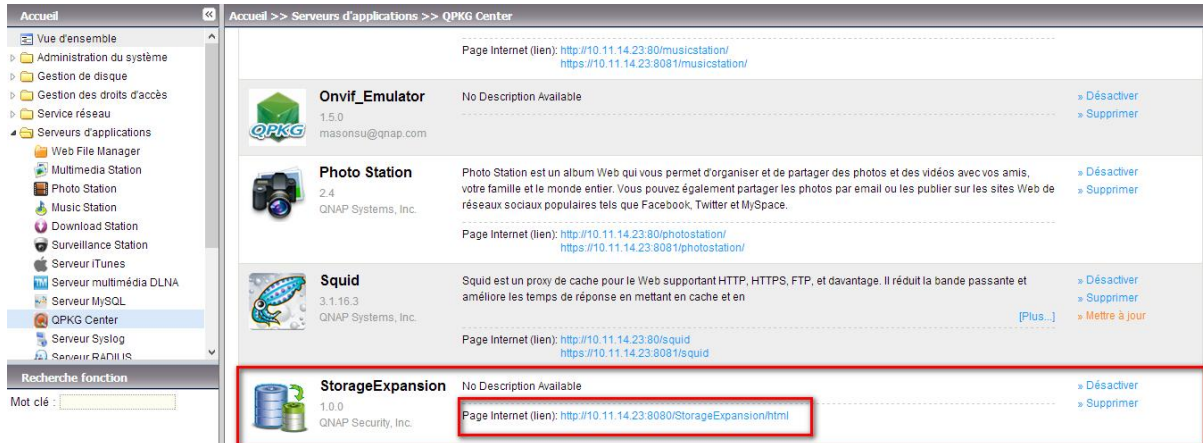 Accueil
Accueil >> Serveurs d'applications >> QPKG Center
Vue d'ensemble
Administration du système
Gestion de disque
Gestion des droits d'accès
Service réseau
Serveurs d'applications
Web File Manager
Multimedia Station
Photo Station
Music Station
Download Station
Surveillance Station
Serveur iTunes
Serveur multimédia DLNA
Serveur MySQL
QPKG Center
Serveur Syslog
Serveur RADIUS
Recherche fonction
Mot clé :
Page Internet (lien): http://10.11.14.23:80/musicstation/
https://10.11.14.23:8081/musicstation/
QPKG
Onvif_Emulator
1.5.0
masonsu@qnap.com
No Description Available
» Désactiver
» Supprimer
Photo Station
2.4
QNAP Systems, Inc.
Photo Station est un album Web qui vous permet d'organiser et de partager des photos et des vidéos avec vos amis,
votre famille et le monde entier. Vous pouvez également partager les photos par email ou les publier sur les sites Web de
réseaux sociaux populaires tels que Facebook, Twitter et MySpace.
Page Internet (lien): http://10.11.14.23:80/photostation/
https://10.11.14.23:8081/photostation/
» Désactiver
» Supprimer
Squid
3.1.16.3
QNAP Systems, Inc.
Squid est un proxy de cache pour le Web supportant HTTP, HTTPS, FTP, et davantage. Il réduit la bande passante et
améliore les temps de réponse en mettant en cache et en
[Plus...]
Page Internet (lien): http://10.11.14.23:80/squid
https://10.11.14.23:8081/squid
» Désactiver
» Supprimer
» Mettre à jour
StorageExpansion
1.0.0
QNAP Security, Inc.
No Description Available
Page Internet (lien): http://10.11.14.23:8080/StorageExpansion/html
» Désactiver
» Supprimer